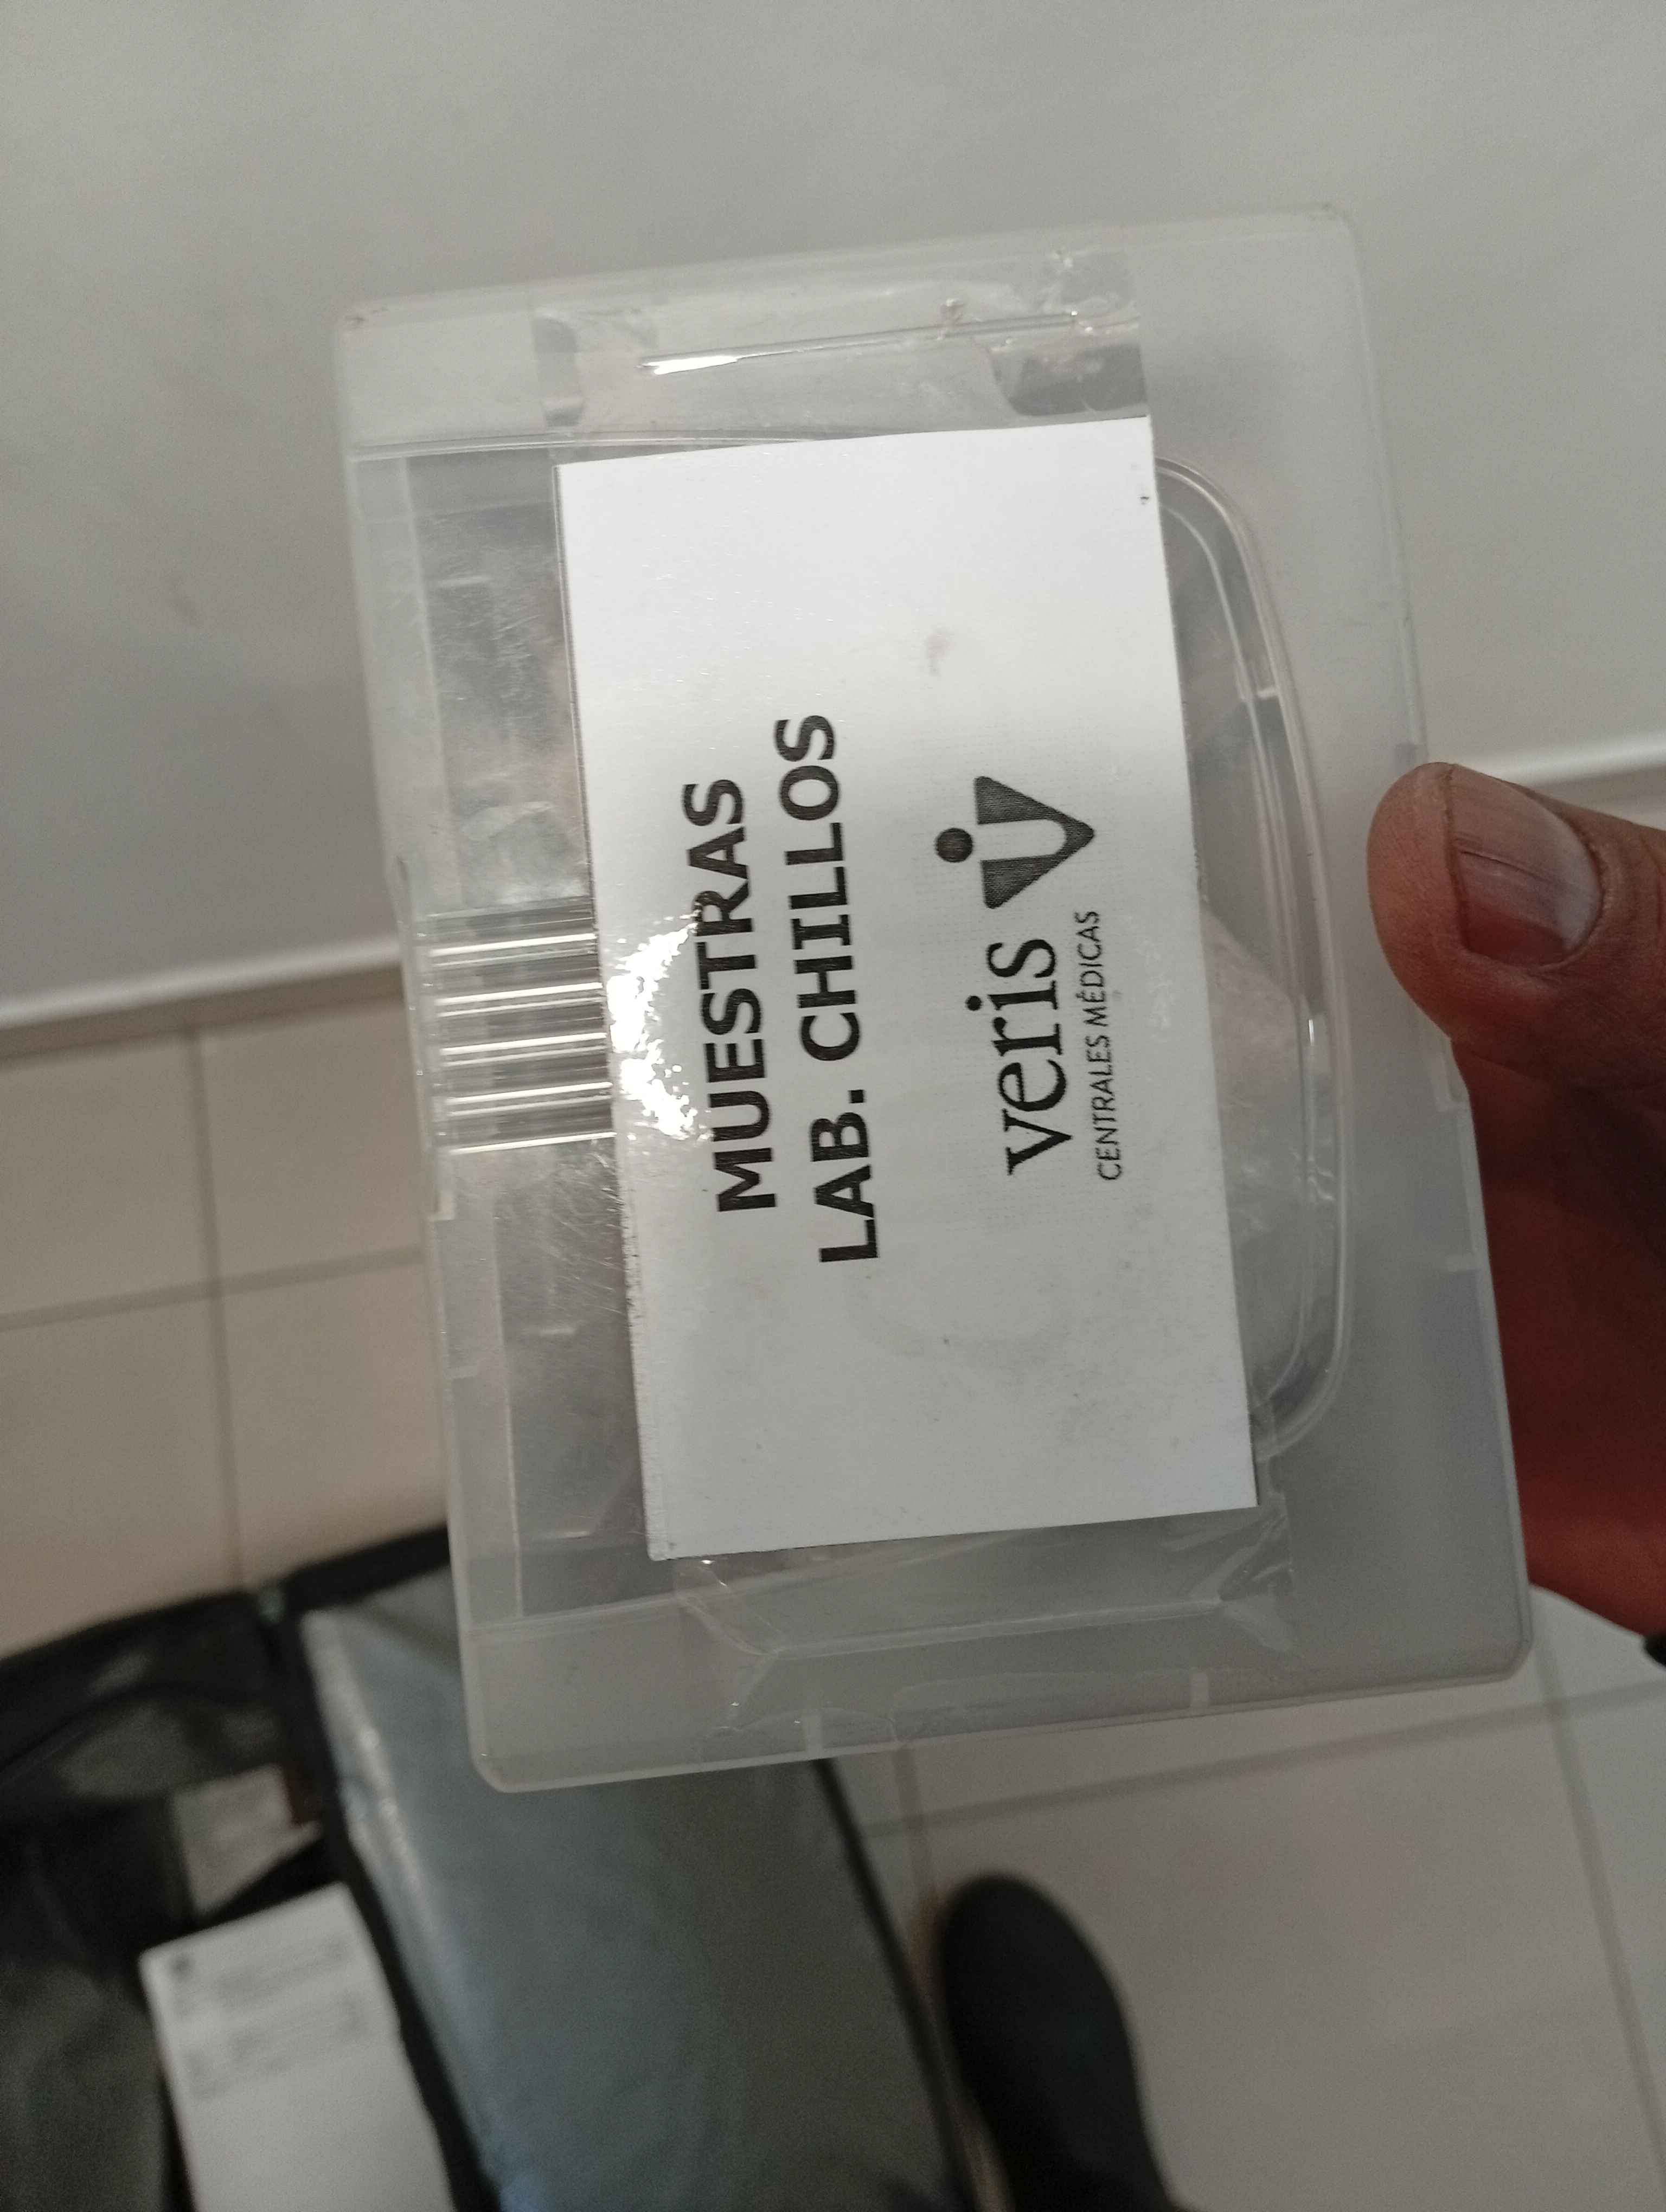 MUESTRAS
LAB. CHILLOS
veris
CENTRALES MÉDICAS